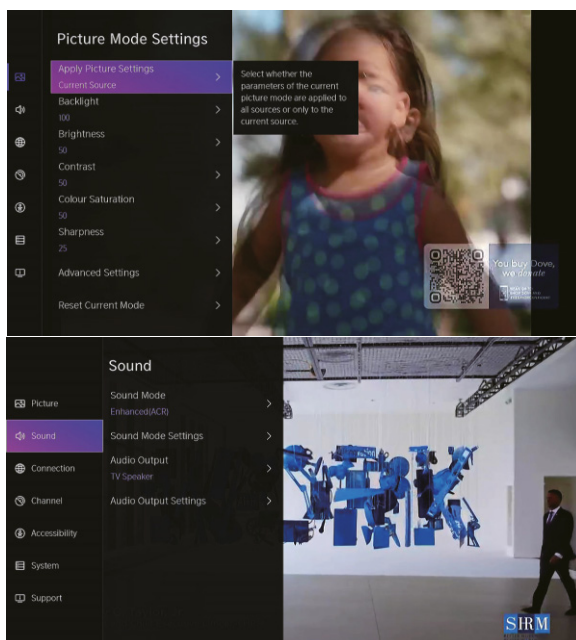 Picture Mode Settings
Apply Picture Settings
Current Source
Select whether the
parameters of the current
picture mode are applied to
all sources or only to the
current source.
Backlight
100
Brightness
50
Contrast
50
Colour Saturation
50
Sharpness
25
Advanced Settings
Reset Current Mode
You buy Dove,
we donate
Sound
Sound Mode
Enhanced(ACR)
Sound Mode Settings
Audio Output
TV Speaker
Audio Output Settings
Picture
Sound
Connection
Channel
Accessibility
System
Support
SHRM